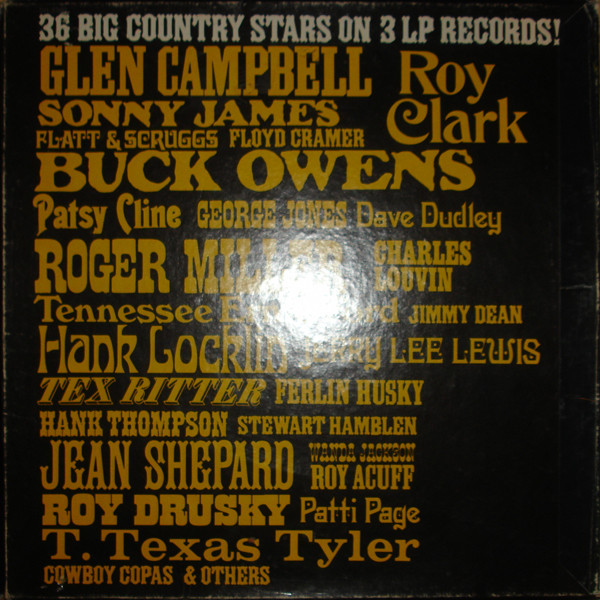 36 BIG COUNTRY STARS ON 3 LP RECORDS!
GLEN CAMPBELL Roy Clark
SONNY JAMES
FLATT & SCRUGGS FLOYD CRAMER
BUCK OWENS
Patsy Cline GEORGE JONES Dave Dudley
ROGER MILLER CHARLES LOUVIN
Tennessee JIMMY DEAN
Hank Locklin Jerry LEE LEWIS
TEX RITTER FERLIN HUSKY
HANK THOMPSON STEWART HAMBLEN
JEAN SHEPARD WANDA JACKSON
ROY ACUFF
ROY DRUSKY Patti Page
T. Texas Tyler
COWBOY COPAS & OTHERS